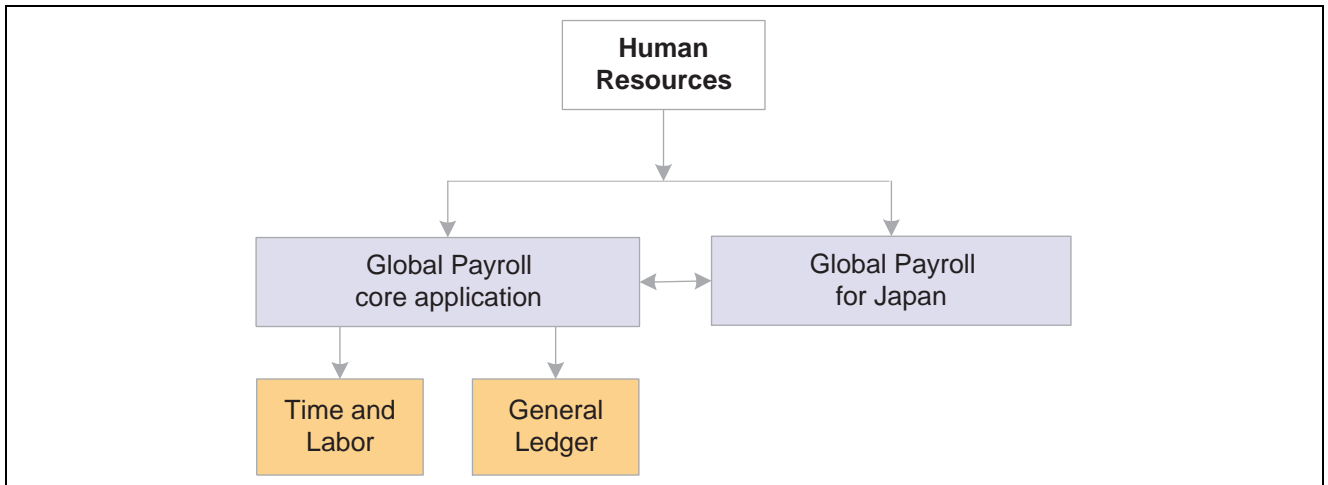 Human
Resources
Global Payroll
core application
Global Payroll
for Japan
Time and
Labor
General
Ledger